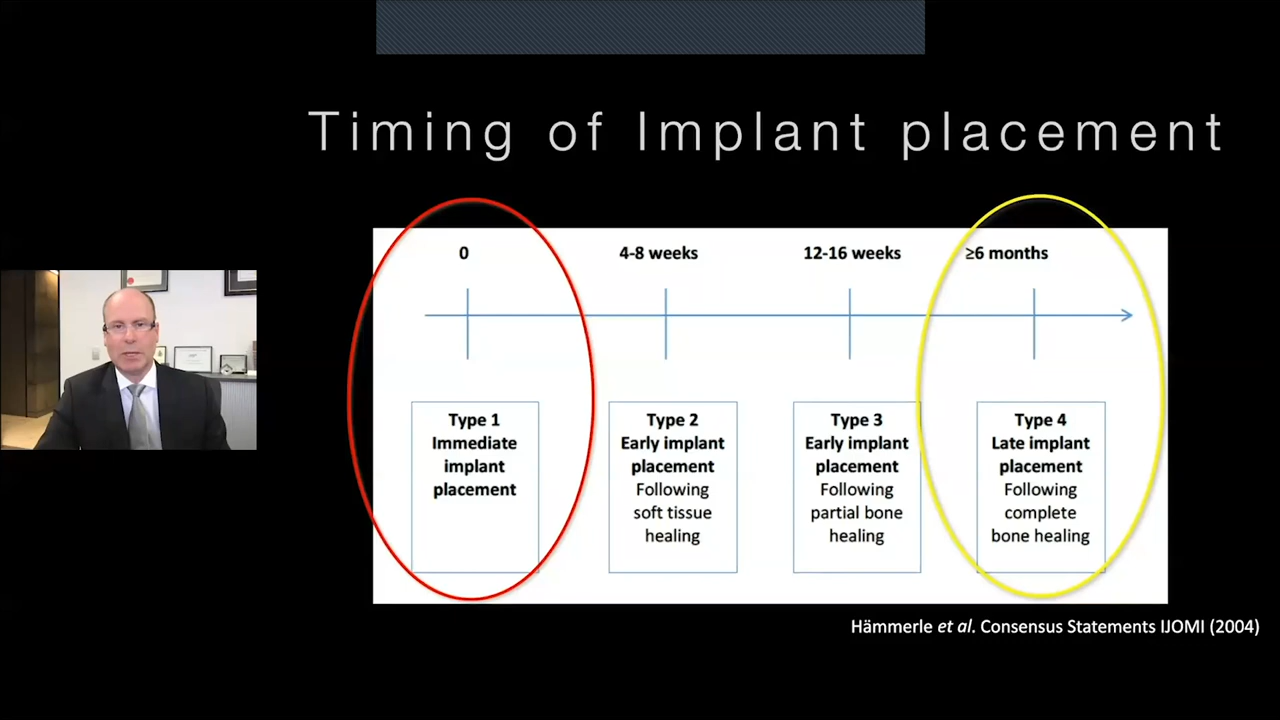 Timing of Implant placement
0
4-8 weeks
12-16 weeks
≥6 months
Type 1
Immediate
implant
placement
Type 2
Early implant
placement
Following
soft tissue
healing
Type 3
Early implant
placement
Following
partial bone
healing
Type 4
Late implant
placement
Following
complete
bone healing
Hämmerle et al. Consensus Statements IJOMI (2004)